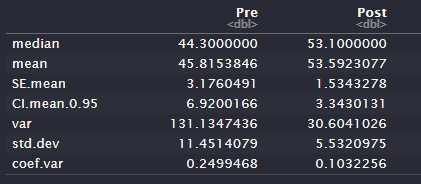 Pre Post
<dbl> <dbl>
median 44.3000000 53.1000000
mean 45.8153846 53.5923077
SE.mean 3.1760491 1.5343278
CI.mean.0.95 6.9200166 3.3430131
var 131.1347436 30.6041026
std.dev 11.4514079 5.5320975
coef.var 0.2499468 0.1032256